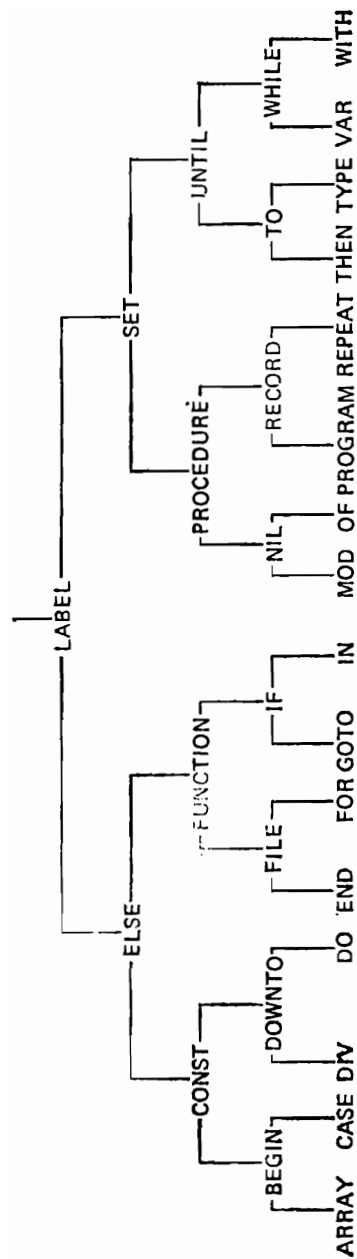 LABEL
ELSE SET
CONST FUNCTION PROCEDURE UNTIL
BEGIN DOWNTO FILE IF NIL RECORD TO WHILE
ARRAY CASE DIV DO END FOR GOTO IN MOD OF PROGRAM REPEAT THEN TYPE VAR WITH